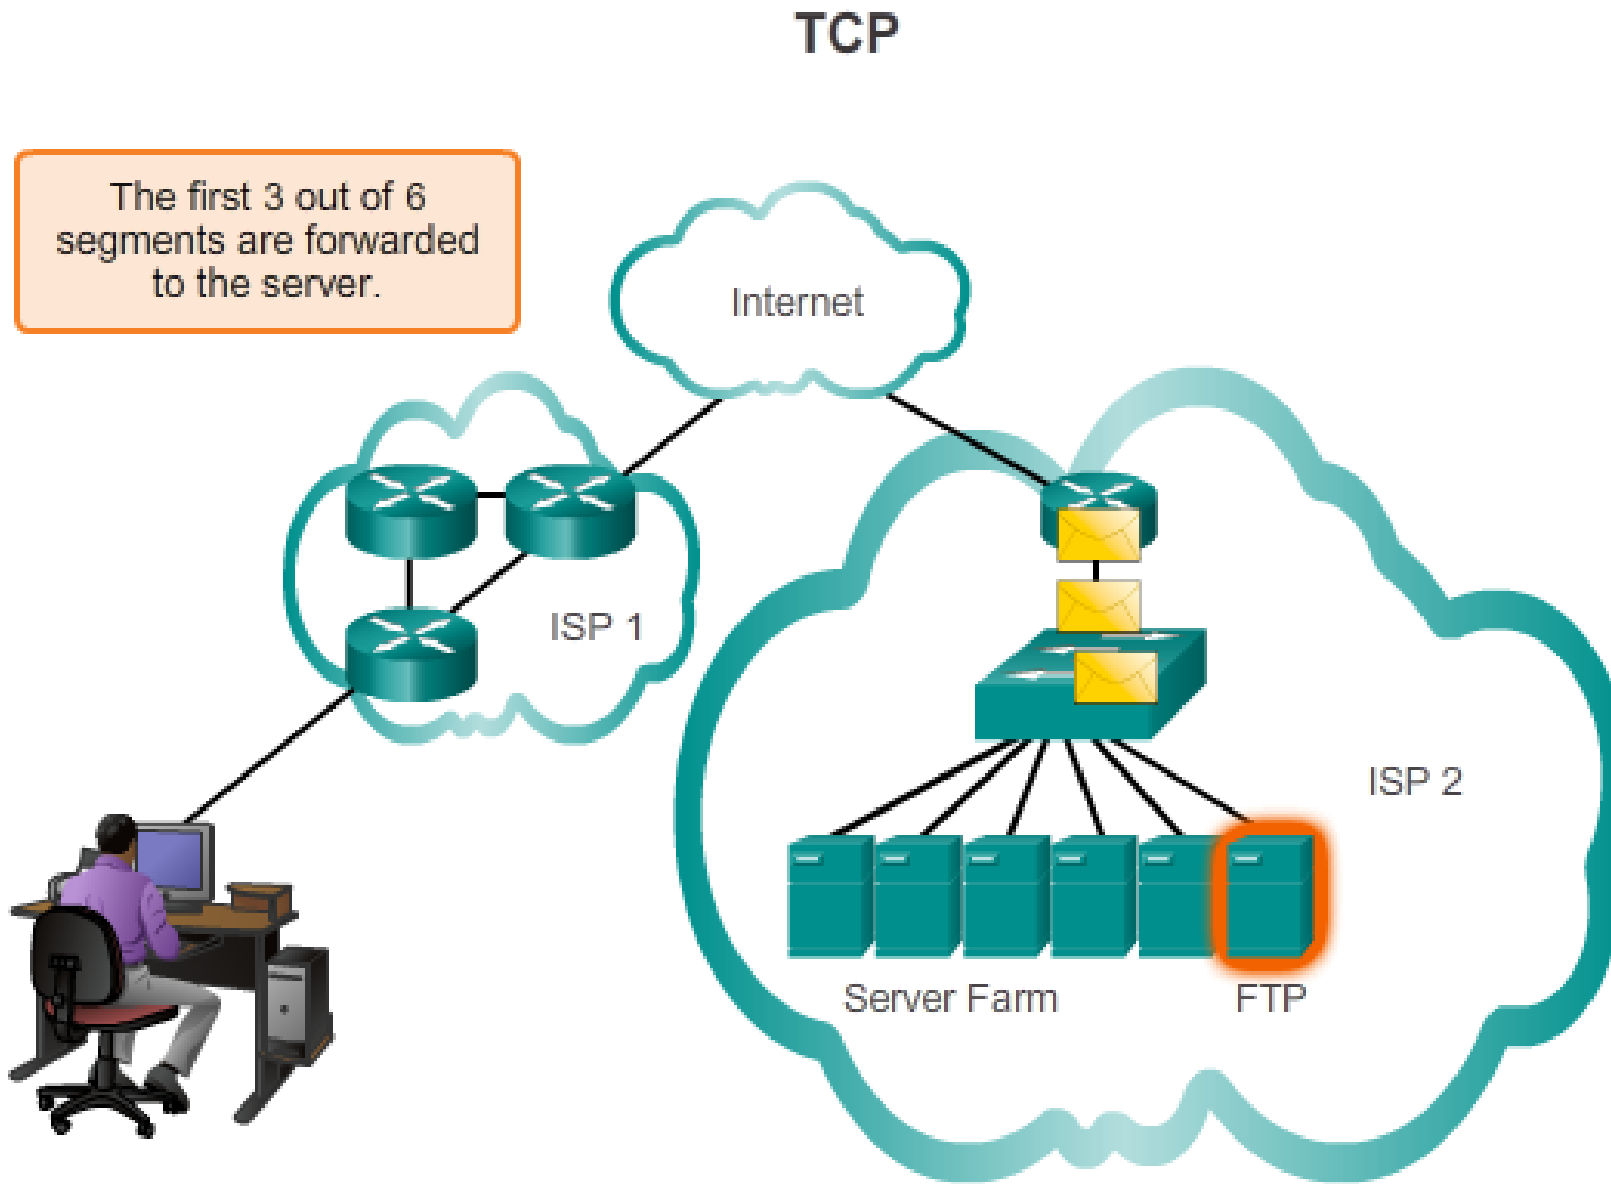 TCP
The first 3 out of 6
segments are forwarded
to the server.
Internet
ISP 1
ISP 2
Server Farm
FTP